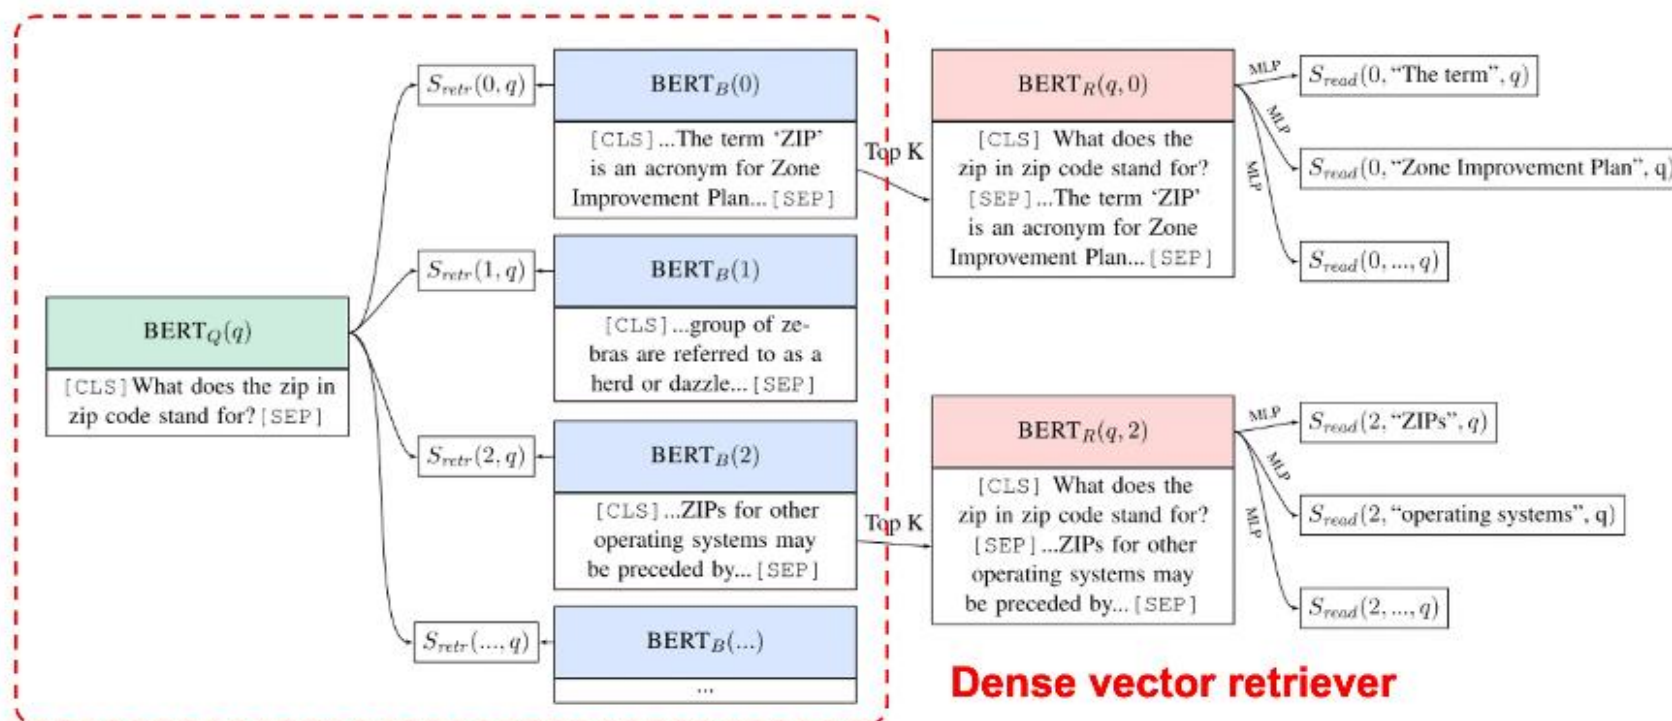 BERT_Q(q)
[CLS] What does the zip in
zip code stand for? [SEP]
S_retr(0, q)
BERT_B(0)
[CLS]...The term ‘ZIP’
is an acronym for Zone
Improvement Plan...[SEP]
S_retr(1, q)
BERT_B(1)
[CLS]...group of ze-
bras are referred to as a
herd or dazzle...[SEP]
S_retr(2, q)
BERT_B(2)
[CLS]...ZIPs for other
operating systems may
be preceded by...[SEP]
S_retr(..., q)
BERT_B(...)
...
Top K
Top K
BERT_R(q, 0)
[CLS] What does the
zip in zip code stand for?
[SEP]...The term ‘ZIP’
is an acronym for Zone
Improvement Plan...[SEP]
MLP
MLP
MLP
S_read(0, “The term”, q)
S_read(0, “Zone Improvement Plan”, q)
S_read(0, ..., q)
BERT_R(q, 2)
[CLS] What does the
zip in zip code stand for?
[SEP]...ZIPs for other
operating systems may
be preceded by...[SEP]
MLP
MLP
MLP
S_read(2, “ZIPs”, q)
S_read(2, “operating systems”, q)
S_read(2, ..., q)
Dense vector retriever